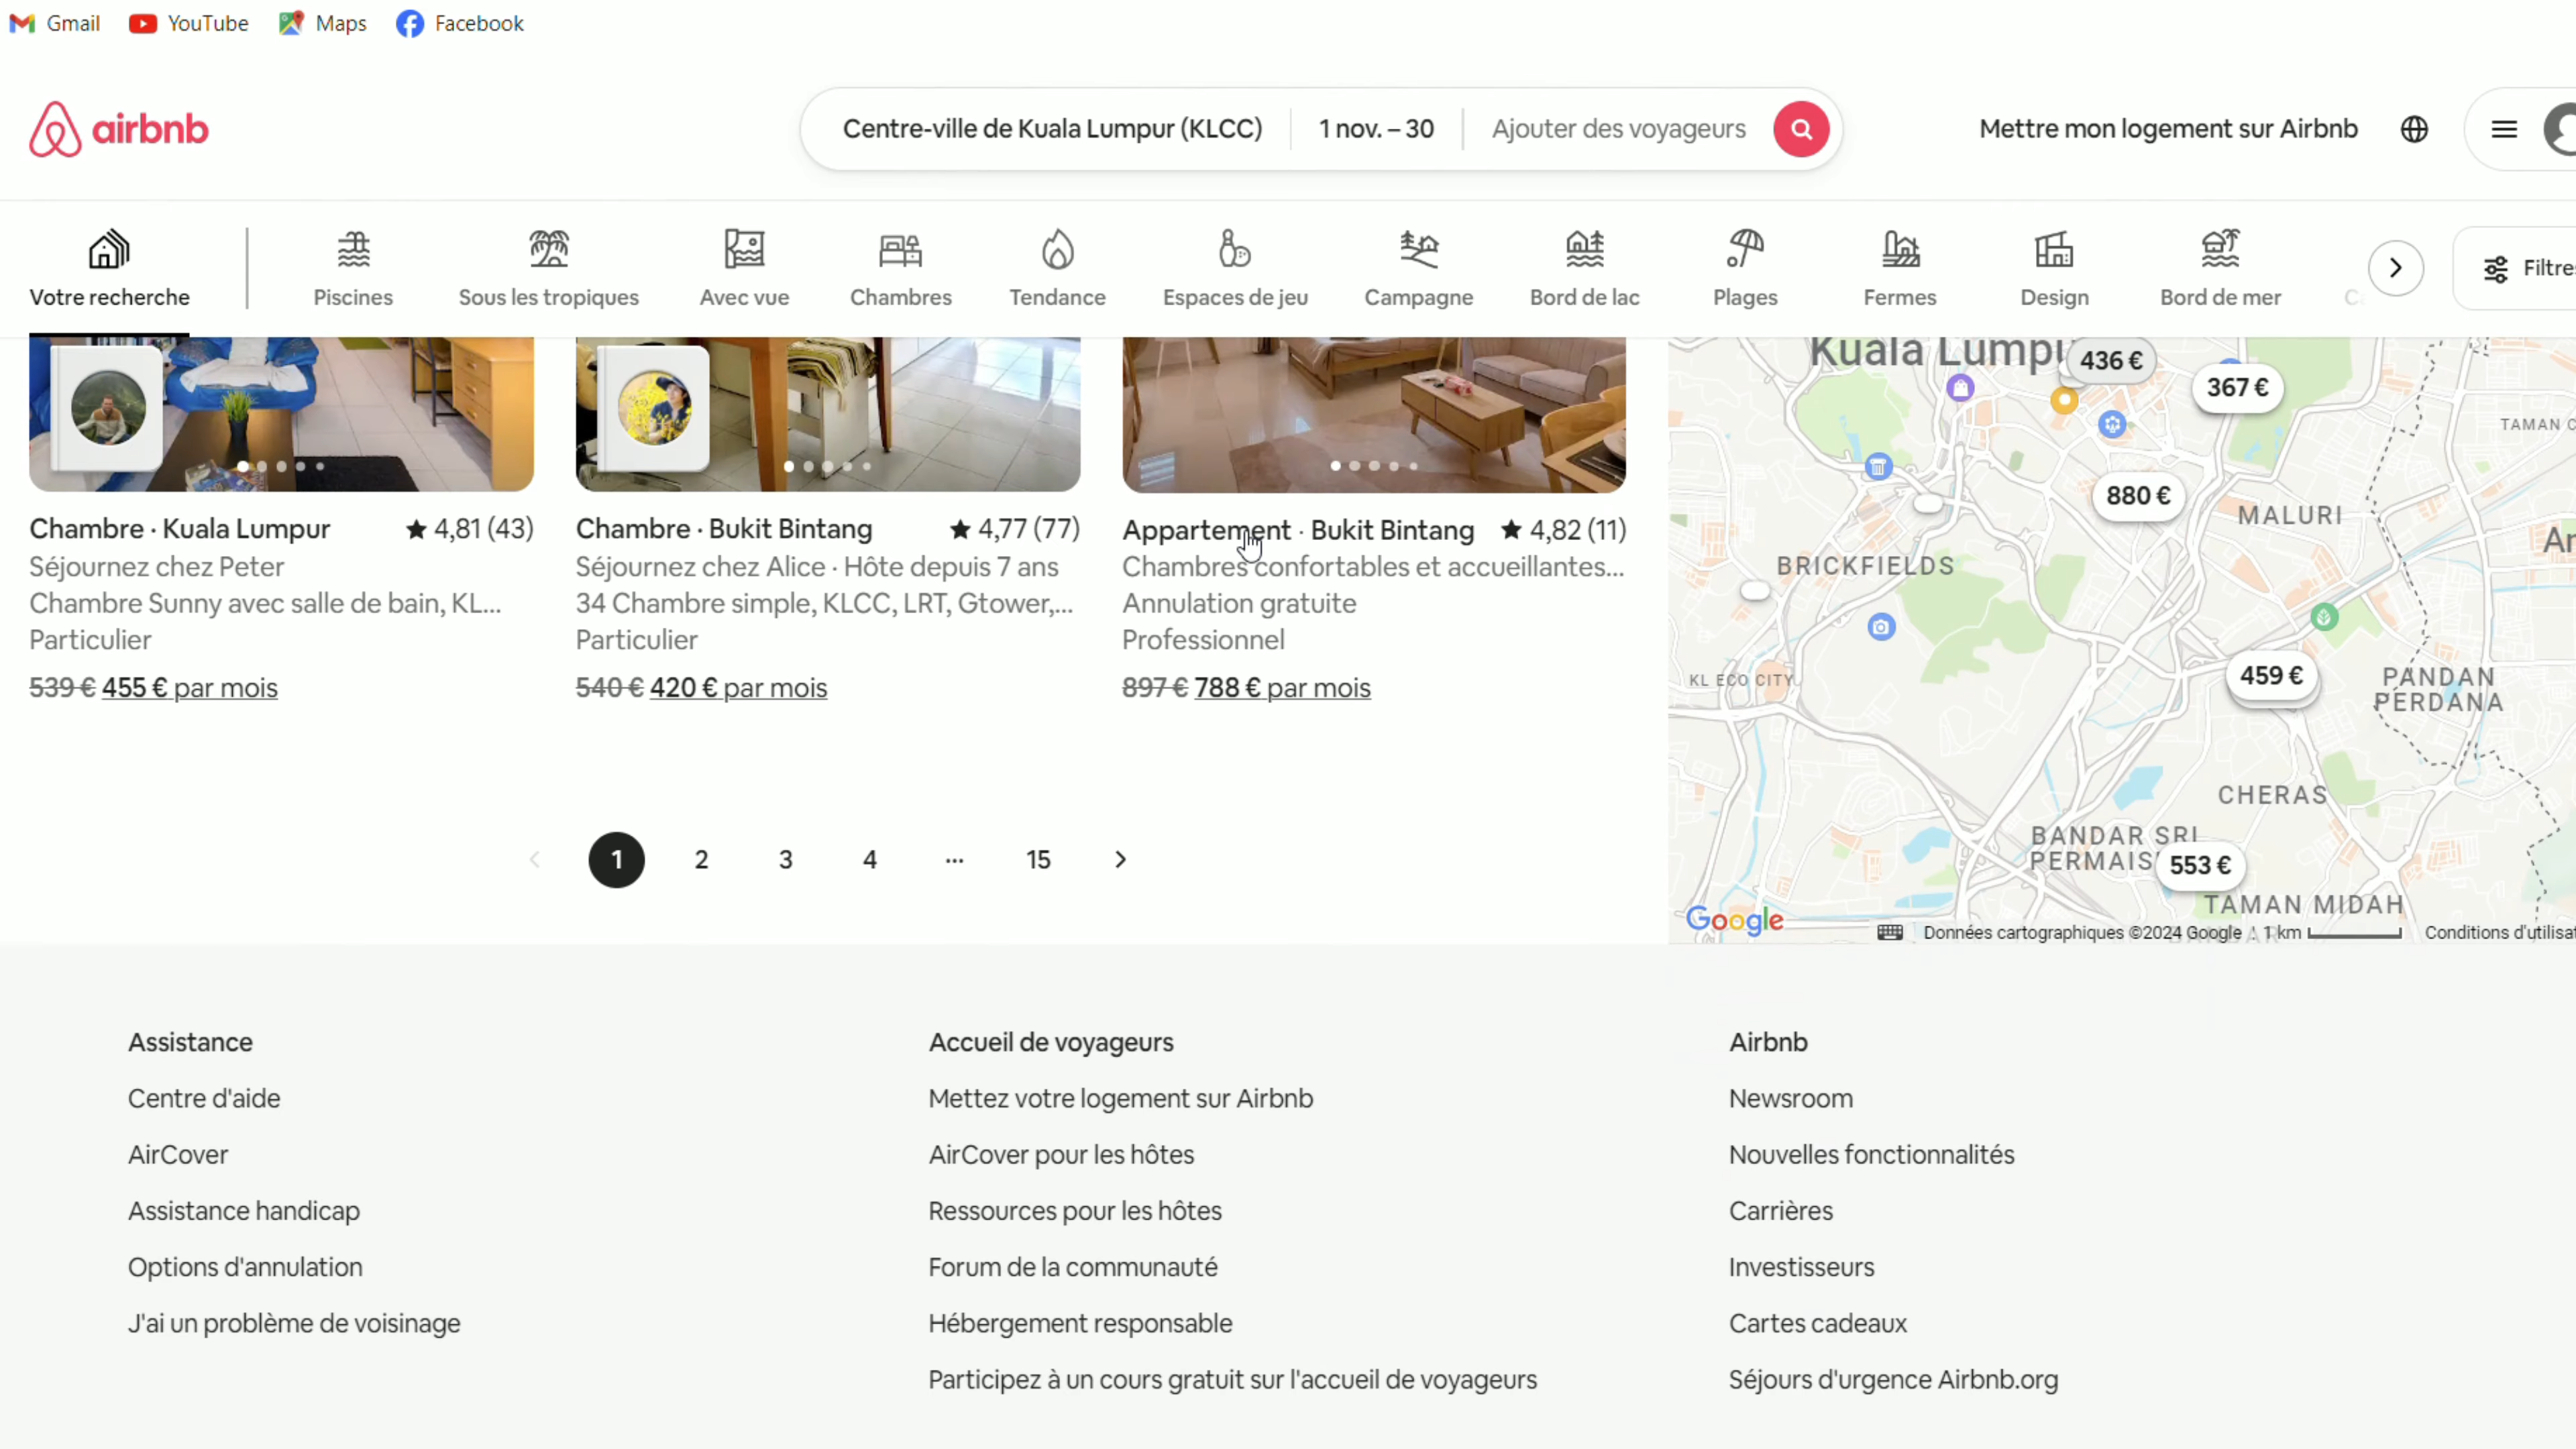 Gmail YouTube Maps Facebook
airbnb
Centre-ville de Kuala Lumpur (KLCC) 1 nov. – 30 Ajouter des voyageurs
Mettre mon logement sur Airbnb
Votre recherche Piscines Sous les tropiques Avec vue Chambres Tendance Espaces de jeu Campagne Bord de lac Plages Fermes Design Bord de mer
Filtre
Chambre · Kuala Lumpur 4,81 (43)
Séjournez chez Peter
Chambre Sunny avec salle de bain, KL...
Particulier
539 € 455 € par mois
Chambre · Bukit Bintang 4,77 (77)
Séjournez chez Alice · Hôte depuis 7 ans
34 Chambre simple, KLCC, LRT, Gtower,...
Particulier
540 € 420 € par mois
Appartement · Bukit Bintang 4,82 (11)
Chambres confortables et accueillantes...
Annulation gratuite
Professionnel
897 € 788 € par mois
1 2 3 4 ... 15
Kuala Lumpu
436 €
367 €
TAMAN C
880 €
MALURI
BRICKFIELDS
KL ECO CITY
459 €
PANDAN
PERDANA
CHERAS
BANDAR SRI
PERMAIS
553 €
TAMAN MIDAH
Google
Données cartographiques ©2024 Google 1 km Conditions d'utilisat
Assistance
Centre d'aide
AirCover
Assistance handicap
Options d'annulation
J'ai un problème de voisinage
Accueil de voyageurs
Mettez votre logement sur Airbnb
AirCover pour les hôtes
Ressources pour les hôtes
Forum de la communauté
Hébergement responsable
Participez à un cours gratuit sur l'accueil de voyageurs
Airbnb
Newsroom
Nouvelles fonctionnalités
Carrières
Investisseurs
Cartes cadeaux
Séjours d'urgence Airbnb.org